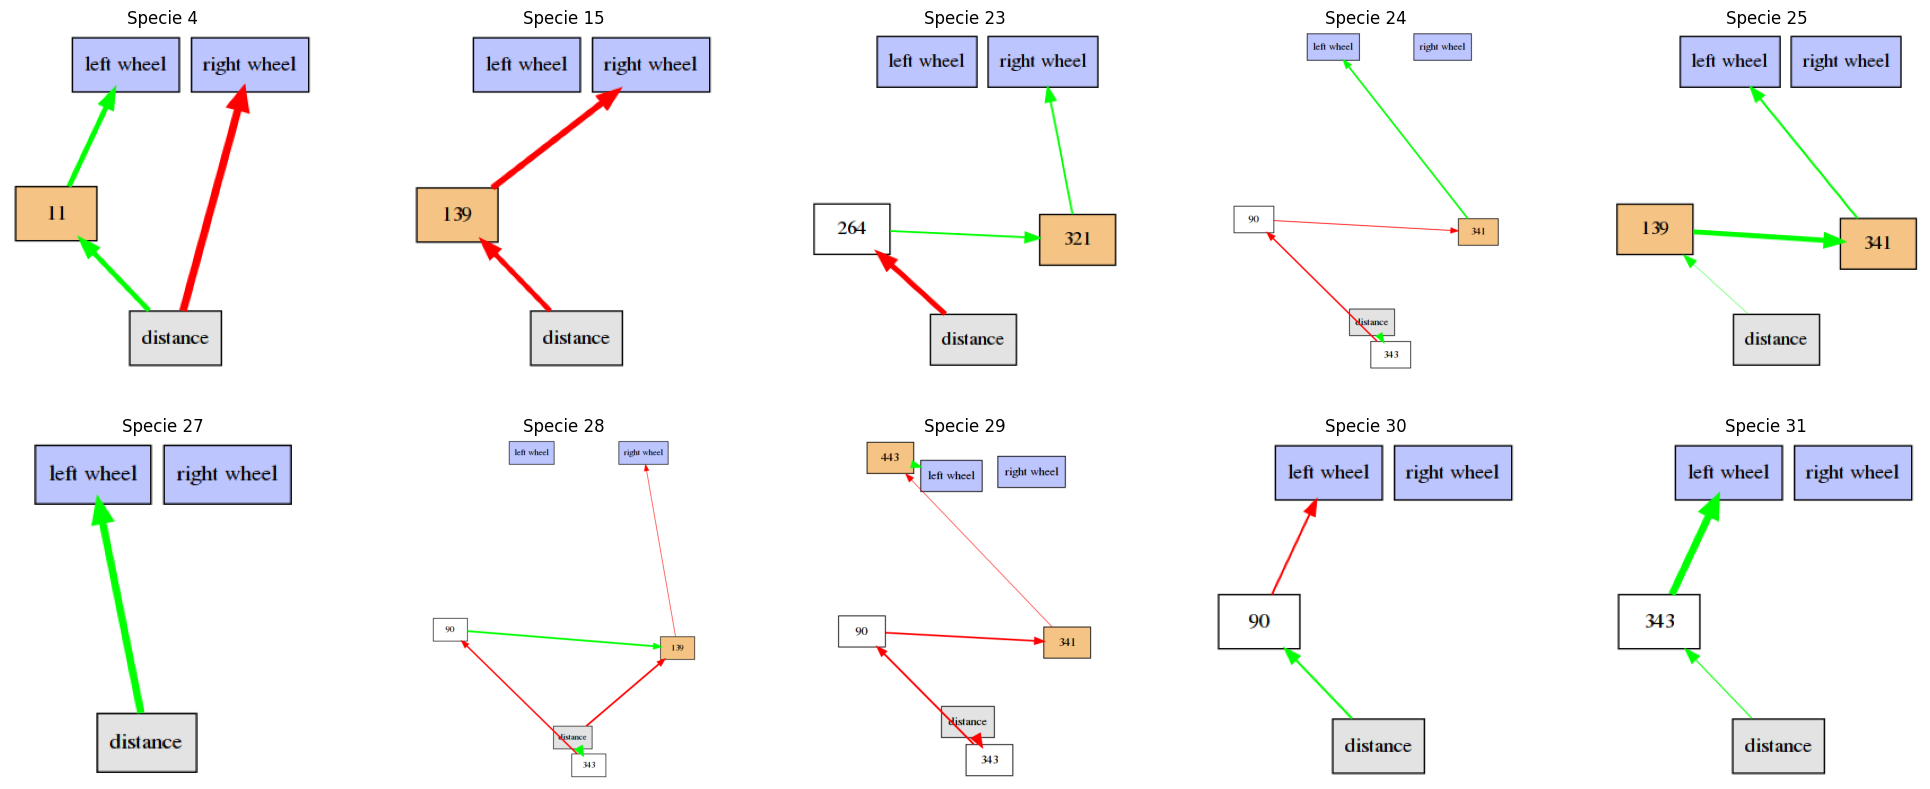 Specie 4
left wheel
right wheel
11
distance
Specie 15
left wheel
right wheel
139
distance
Specie 23
left wheel
right wheel
264
321
distance
Specie 24
left wheel
right wheel
90
341
distance
343
Specie 25
left wheel
right wheel
139
341
distance
Specie 27
left wheel
right wheel
distance
Specie 28
left wheel
right wheel
90
139
distance
343
Specie 29
443
left wheel
right wheel
90
341
distance
343
Specie 30
left wheel
right wheel
90
distance
Specie 31
left wheel
right wheel
343
distance